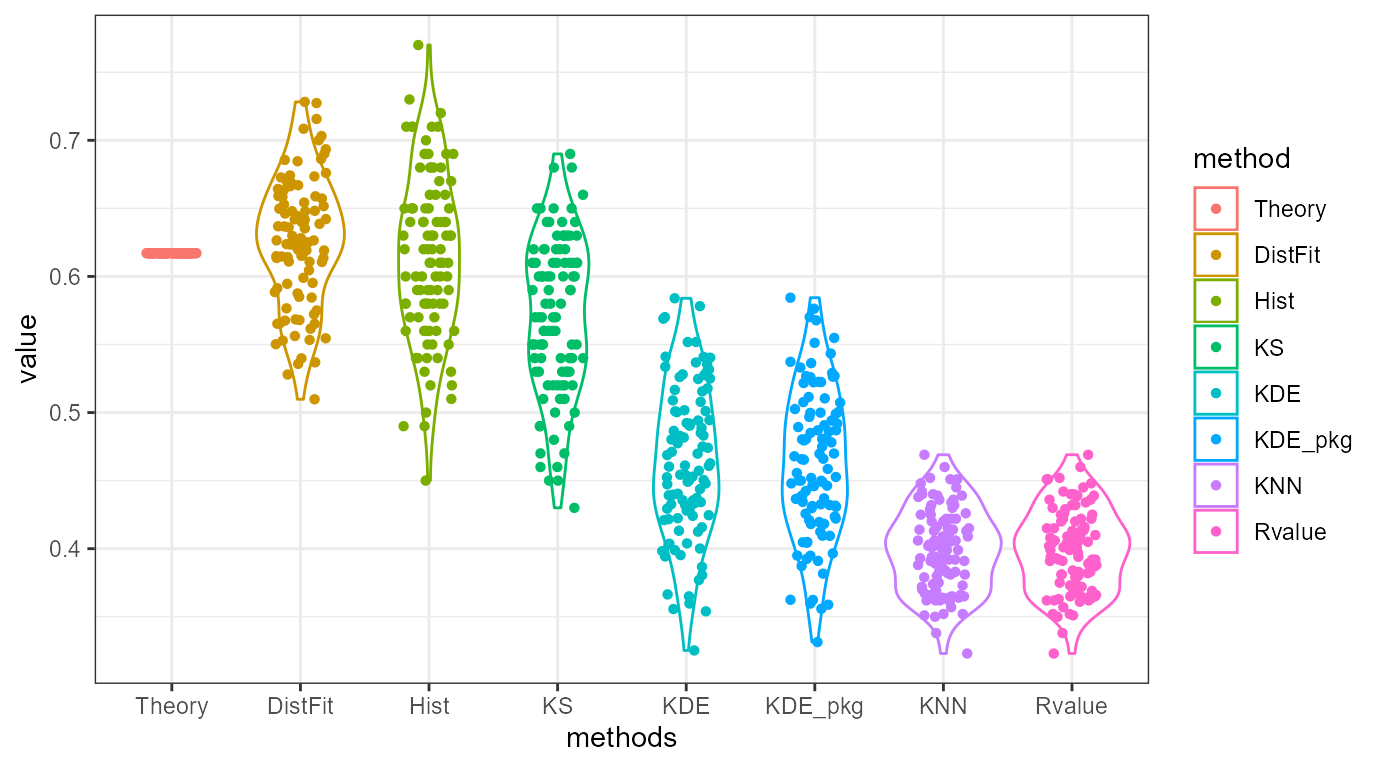 0.7
0.6
0.5
0.4
value
Theory DistFit Hist KS KDE KDE_pkg KNN Rvalue
methods
method
Theory
DistFit
Hist
KS
KDE
KDE_pkg
KNN
Rvalue